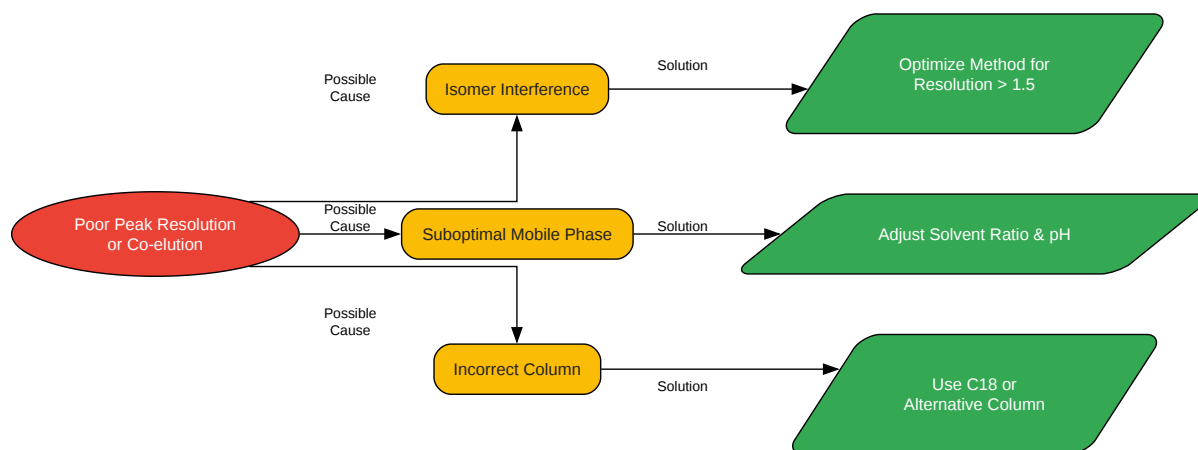 Possible
Cause
Isomer Interference
Solution
Optimize Method for
Resolution > 1.5
Poor Peak Resolution
or Co-elution
Possible
Cause
Suboptimal Mobile Phase
Solution
Adjust Solvent Ratio & pH
Possible
Cause
Incorrect Column
Solution
Use C18 or
Alternative Column